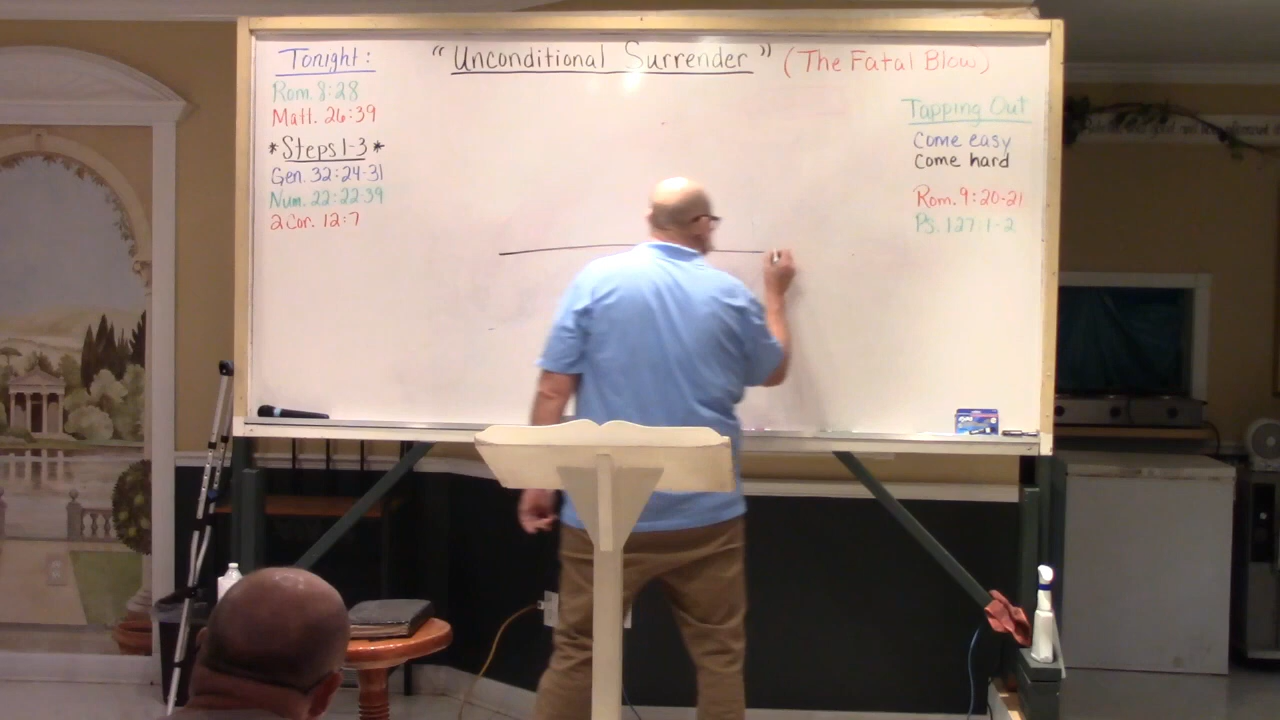 "Unconditional Surrender" (The Fatal Blow)
Tonight:
Rom. 8:28
Matt. 26:39
*Steps 1-3*
Gen. 32:24-31
Num. 22:22-39
2 Cor. 12:7
Tapping Out
Come easy
Come hard
Rom. 9:20-21
Ps. 127:1-2